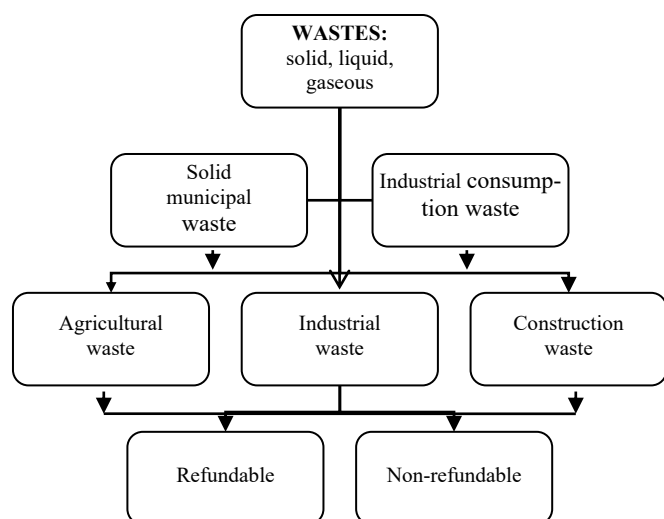 WASTES:
solid, liquid,
gaseous
Solid
municipal
waste
Industrial consump-
tion waste
Agricultural
waste
Industrial
waste
Construction
waste
Refundable
Non-refundable